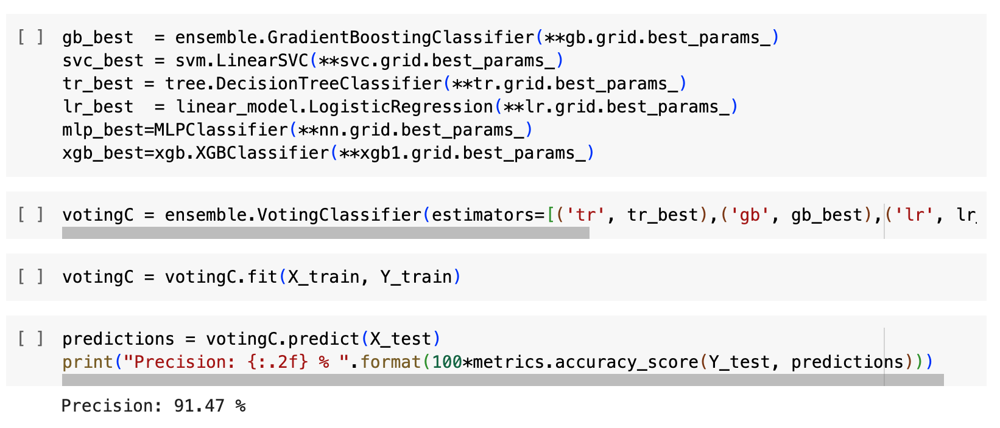 [ ] gb_best  = ensemble.GradientBoostingClassifier(**gb.grid.best_params_)
svc_best = svm.LinearSVC(**svc.grid.best_params_)
tr_best = tree.DecisionTreeClassifier(**tr.grid.best_params_)
lr_best  = linear_model.LogisticRegression(**lr.grid.best_params_)
mlp_best=MLPClassifier(**nn.grid.best_params_)
xgb_best=xgb.XGBClassifier(**xgb1.grid.best_params_)
[ ] votingC = ensemble.VotingClassifier(estimators=[('tr', tr_best),('gb', gb_best),('lr', lr_
[ ] votingC = votingC.fit(X_train, Y_train)
[ ] predictions = votingC.predict(X_test)
print("Precision: {:.2f} % ".format(100*metrics.accuracy_score(Y_test, predictions)))
Precision: 91.47 %